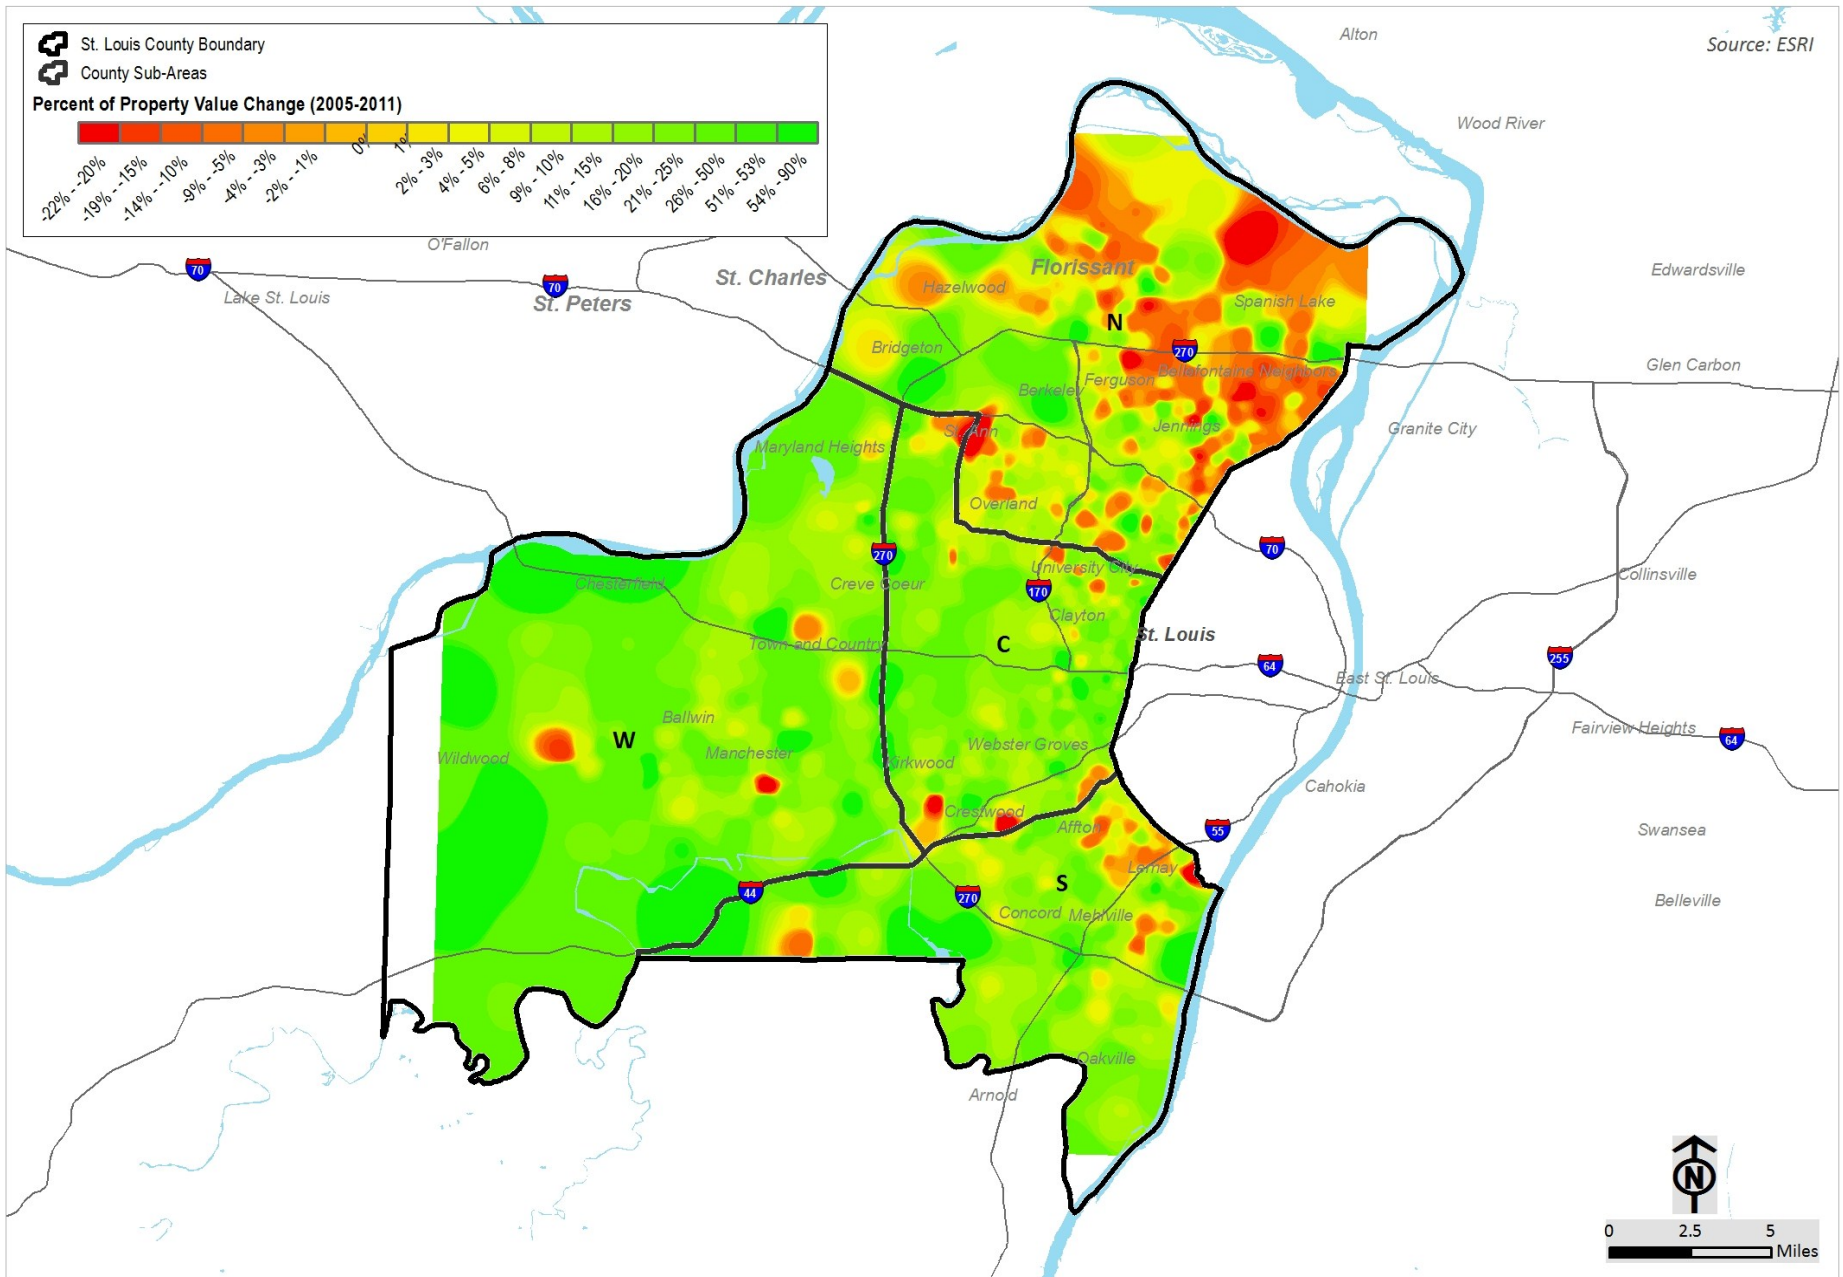 St. Louis County Boundary
County Sub-Areas
Percent of Property Value Change (2005-2011)
-22% - -20%
-19% - -15%
-14% - -10%
-9% - -5%
-4% - -3%
-2% - -1%
0%
1%
2% - 3%
4% - 5%
6% - 8%
9% - 10%
11% - 15%
16% - 20%
21% - 25%
26% - 50%
51% - 53%
54% - 90%
Source: ESRI
Alton
Wood River
O'Fallon
70
Lake St. Louis
70
St. Peters
St. Charles
Florissant
Hazelwood
Edwardsville
Spanish Lake
N
Bridgeton
270
Glen Carbon
Berkeley
Ferguson
Bellefontaine Neighbors
Jennings
Granite City
St. Ann
Maryland Heights
Overland
270
70
University City
Collinsville
Chesterfield
Creve Coeur
170
Clayton
Town and Country
C
St. Louis
64
255
East St. Louis
Ballwin
W
Fairview Heights
64
Wildwood
Manchester
Webster Groves
Kirkwood
Cahokia
Crestwood
Affton
55
Swansea
Lemay
S
44
270
Concord
Mehlville
Belleville
Oakville
Arnold
N
0
2.5
5
Miles